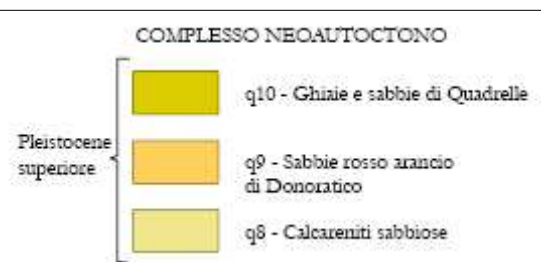 COMPLESSO NEOAUTOCTONO
q10 - Ghiaie e sabbie di Quadrelle
Pleistocene
superiore
q9 - Sabbie rosso arancio
di Donoratico
q8 - Calcareniti sabbiose